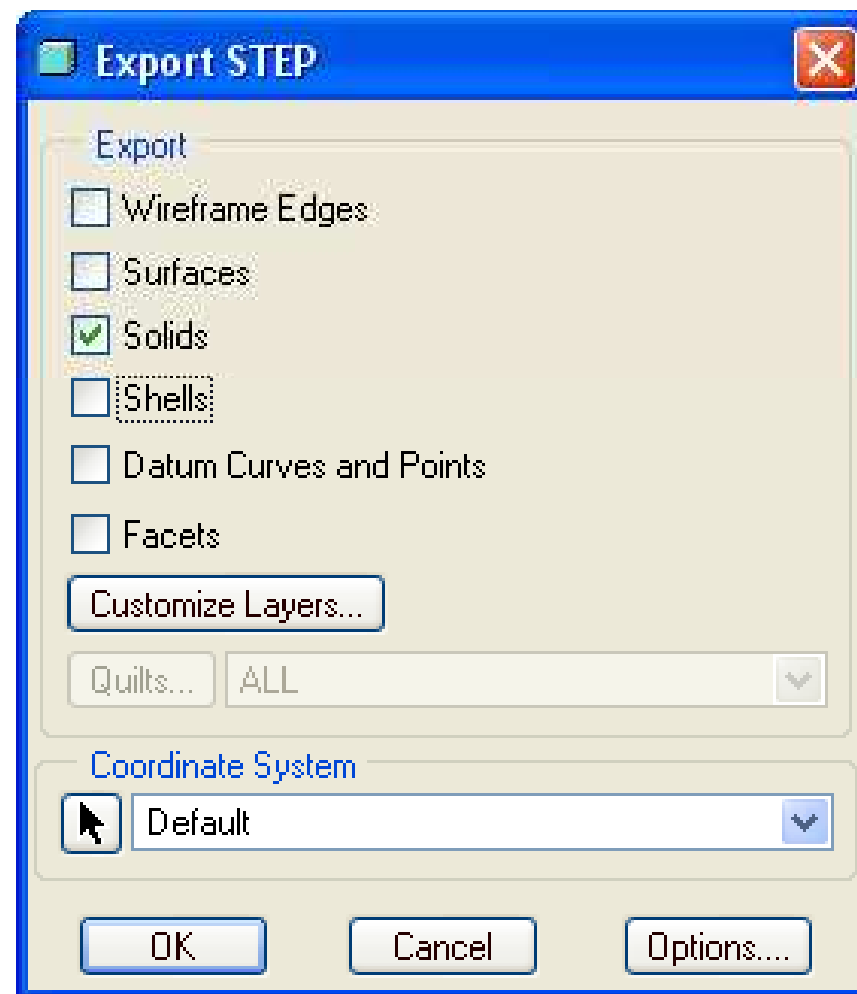 Export STEP
Export
Wireframe Edges
Surfaces
Solids
Shells
Datum Curves and Points
Facets
Customize Layers...
Quilts... ALL
Coordinate System
Default
OK Cancel Options....